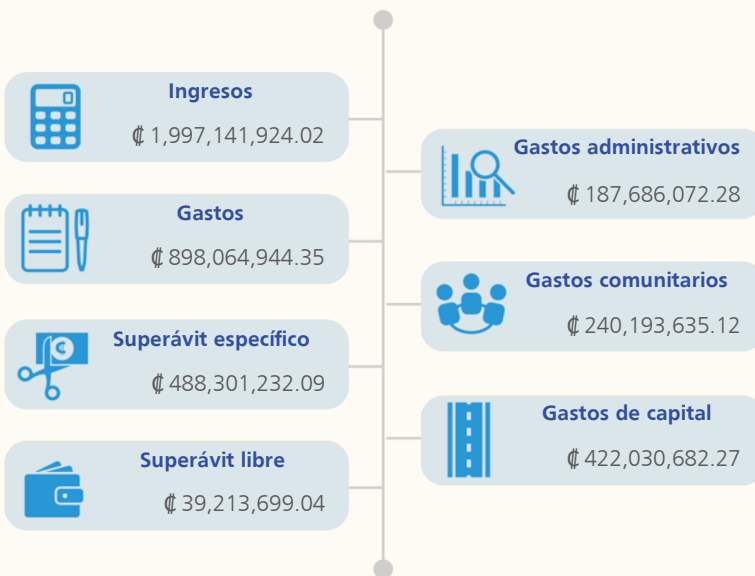 Ingresos
₡ 1,997,141,924.02
Gastos
₡ 898,064,944.35
Superávit específico
₡ 488,301,232.09
Superávit libre
₡ 39,213,699.04
Gastos administrativos
₡ 187,686,072.28
Gastos comunitarios
₡ 240,193,635.12
Gastos de capital
₡ 422,030,682.27